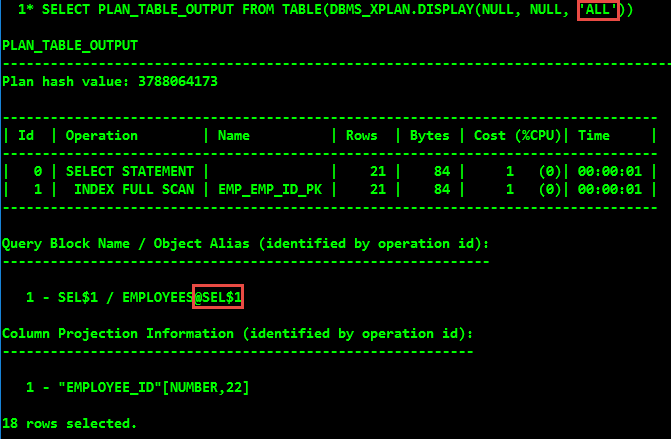 1* SELECT PLAN_TABLE_OUTPUT FROM TABLE(DBMS_XPLAN.DISPLAY(NULL, NULL, 'ALL'))
PLAN_TABLE_OUTPUT
--------------------------------------------------------------------------------
Plan hash value: 3788064173
--------------------------------------------------------------------------------
| Id | Operation | Name | Rows | Bytes | Cost (%CPU)| Time |
--------------------------------------------------------------------------------
| 0 | SELECT STATEMENT | | 21 | 84 | 1 (0)| 00:00:01 |
| 1 | INDEX FULL SCAN | EMP_EMP_ID_PK | 21 | 84 | 1 (0)| 00:00:01 |
--------------------------------------------------------------------------------
Query Block Name / Object Alias (identified by operation id):
-------------------------------------------------------------
1 - SEL$1 / EMPLOYEES@SEL$1
Column Projection Information (identified by operation id):
-----------------------------------------------------------
1 - "EMPLOYEE_ID"[NUMBER,22]
18 rows selected.